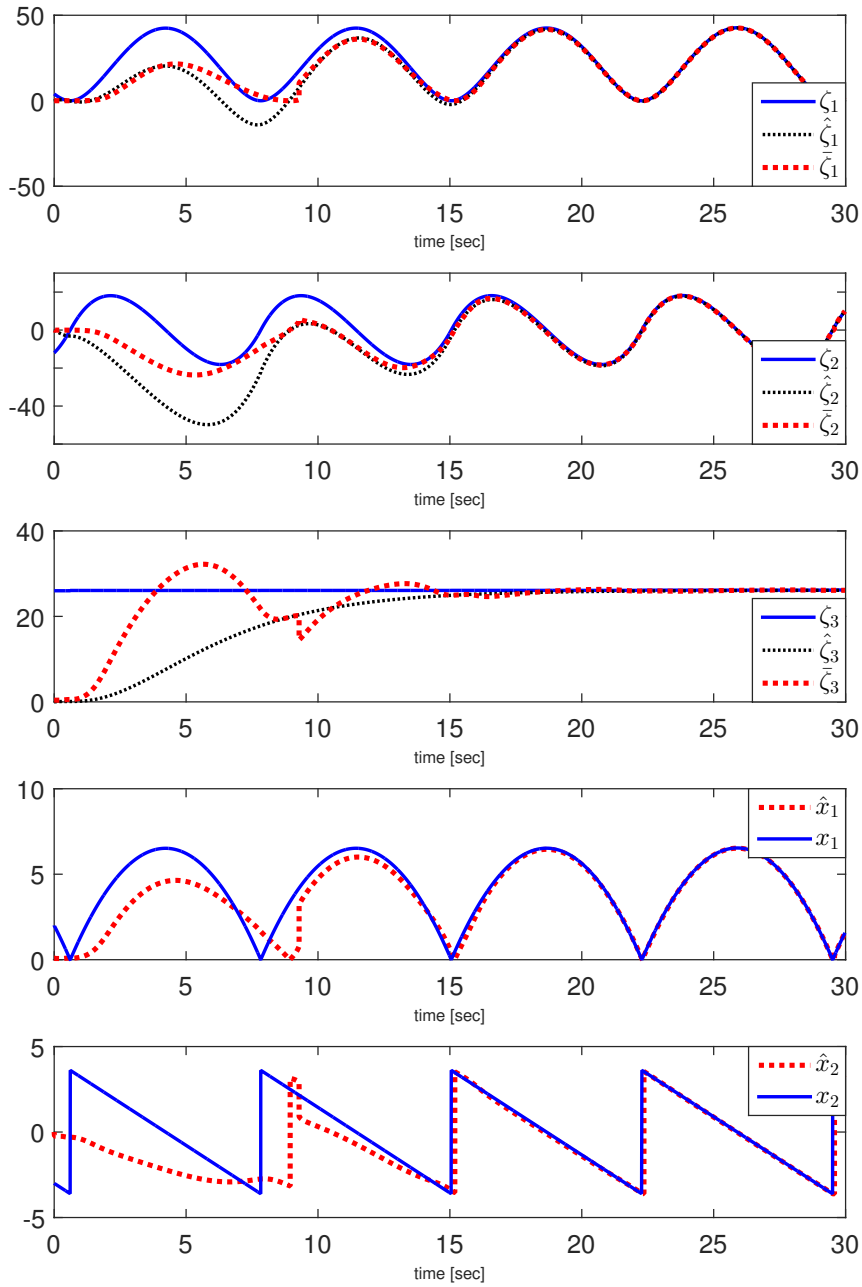 50
0
-50
ζ₁
ζ̂₁
ζ̄₁
0 5 10 15 20 25 30
time [sec]
0
-40
ζ₂
ζ̂₂
ζ̄₂
0 5 10 15 20 25 30
time [sec]
40
20
0
ζ₃
ζ̂₃
ζ̄₃
0 5 10 15 20 25 30
time [sec]
10
5
0
x̂₁
x₁
0 5 10 15 20 25 30
time [sec]
5
0
-5
x̂₂
x₂
0 5 10 15 20 25 30
time [sec]